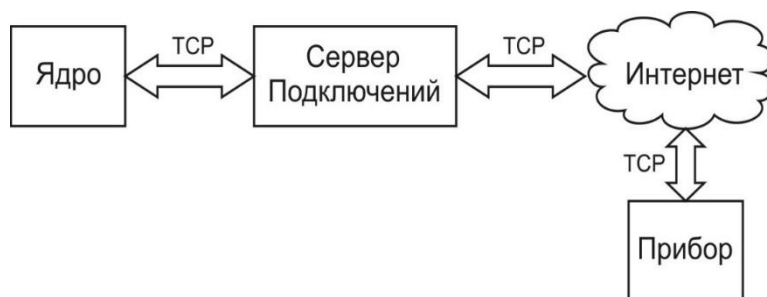 Ядро
TCP
Сервер
Подключений
TCP
Интернет
TCP
Прибор